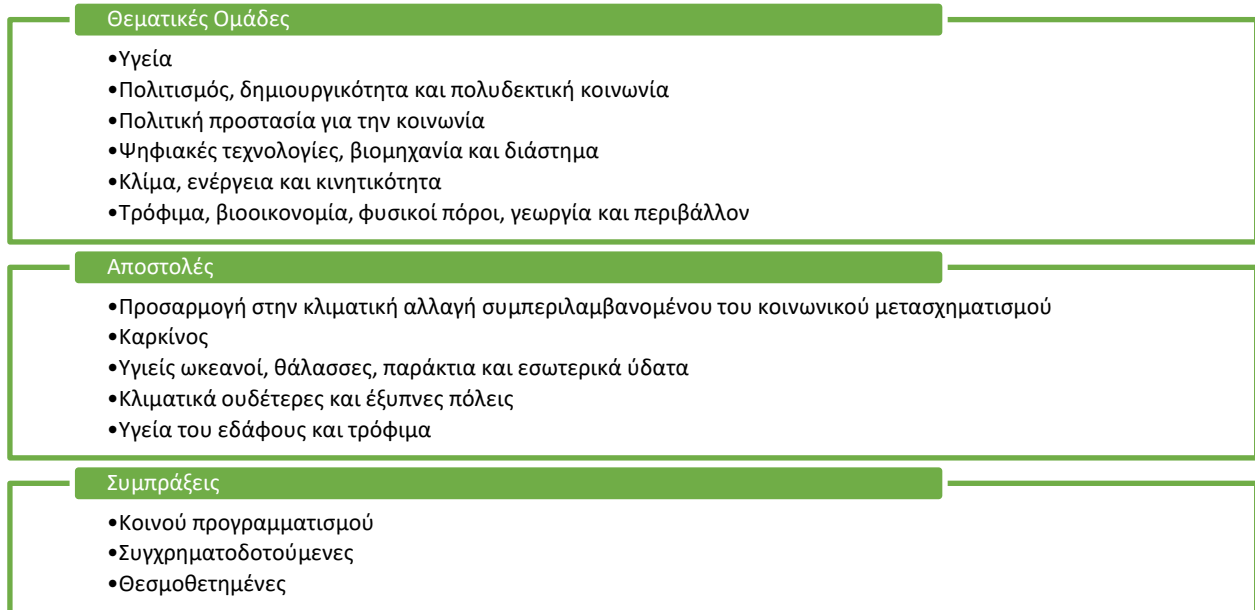 Θεματικές Ομάδες
•Υγεία
•Πολιτισμός, δημιουργικότητα και πολυδεκτική κοινωνία
•Πολιτική προστασία για την κοινωνία
•Ψηφιακές τεχνολογίες, βιομηχανία και διάστημα
•Κλίμα, ενέργεια και κινητικότητα
•Τρόφιμα, βιοοικονομία, φυσικοί πόροι, γεωργία και περιβάλλον
Αποστολές
•Προσαρμογή στην κλιματική αλλαγή συμπεριλαμβανομένου του κοινωνικού μετασχηματισμού
•Καρκίνος
•Υγιείς ωκεανοί, θάλασσες, παράκτια και εσωτερικά ύδατα
•Κλιματικά ουδέτερες και έξυπνες πόλεις
•Υγεία του εδάφους και τρόφιμα
Συμπράξεις
•Κοινού προγραμματισμού
•Συγχρηματοδοτούμενες
•Θεσμοθετημένες